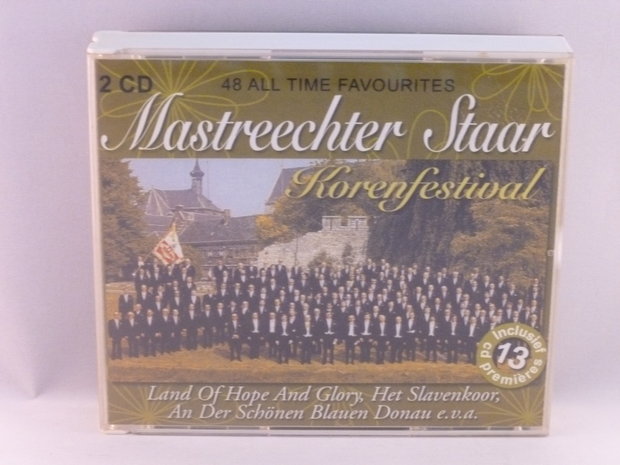 2 CD
48 ALL TIME FAVOURITES
Mastreechter Staar
Korenfestival
Inclusief
13
cd
premières
Land Of Hope And Glory, Het Slavenkoor,
An Der Schönen Blauen Donau e.v.a.